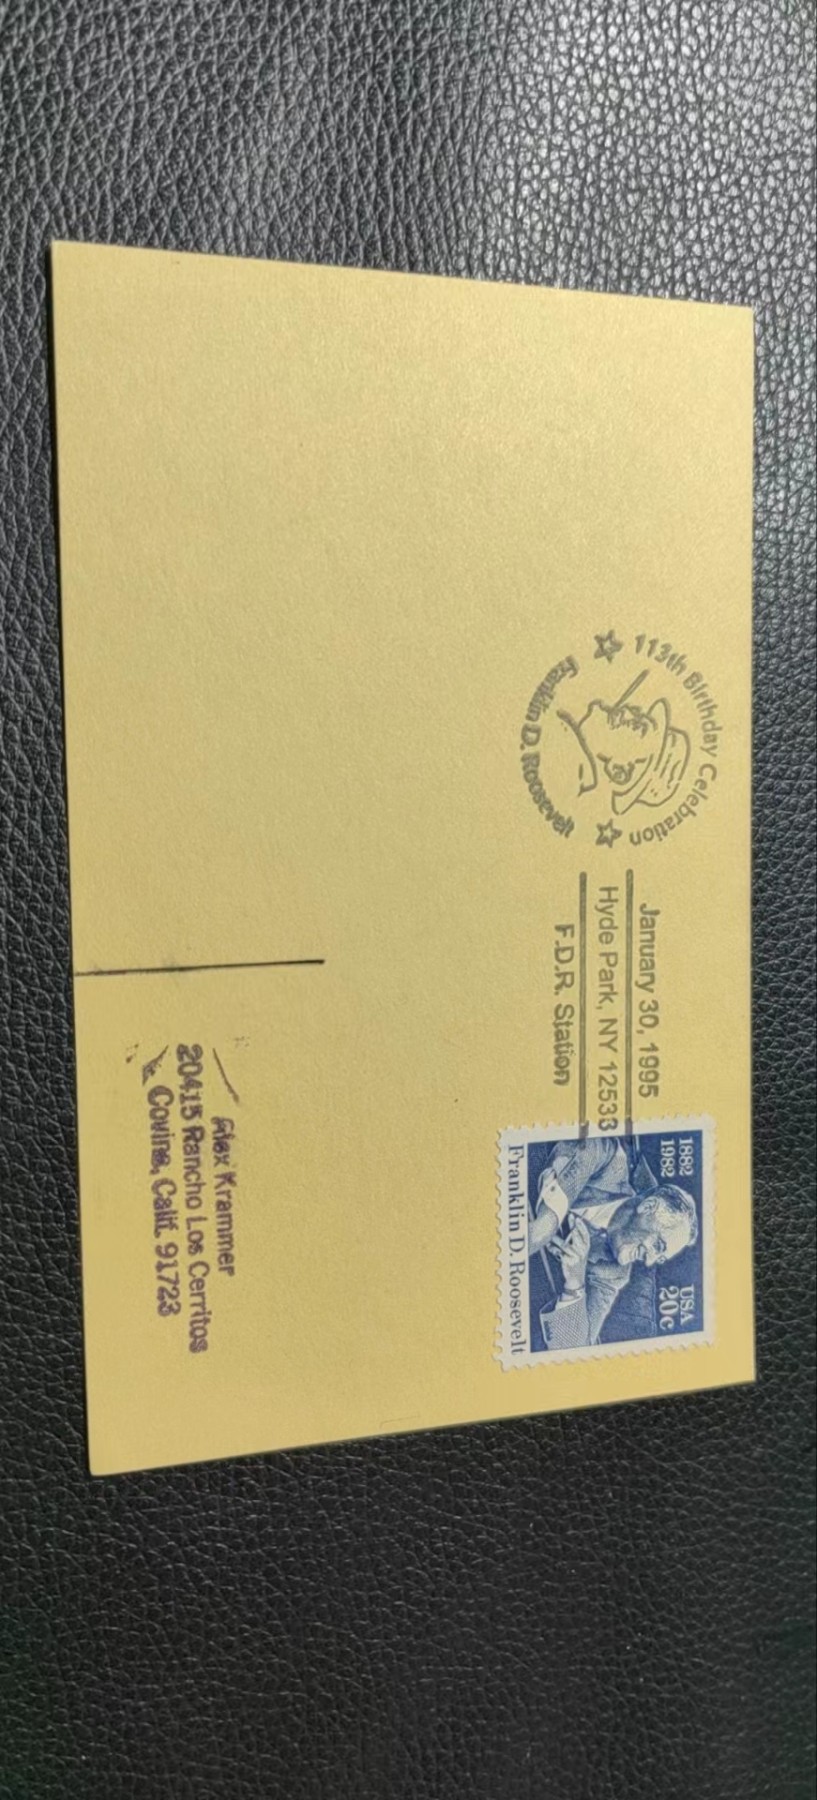 113th Birthday Celebration
Franklin D. Roosevelt
January 30, 1995
Hyde Park, NY 12538
F.D.R. Station
1882
1982
USA
20c
Franklin D. Roosevelt
Alex Krammer
20415 Rancho Los Cerritos
Covina, Calif. 91723